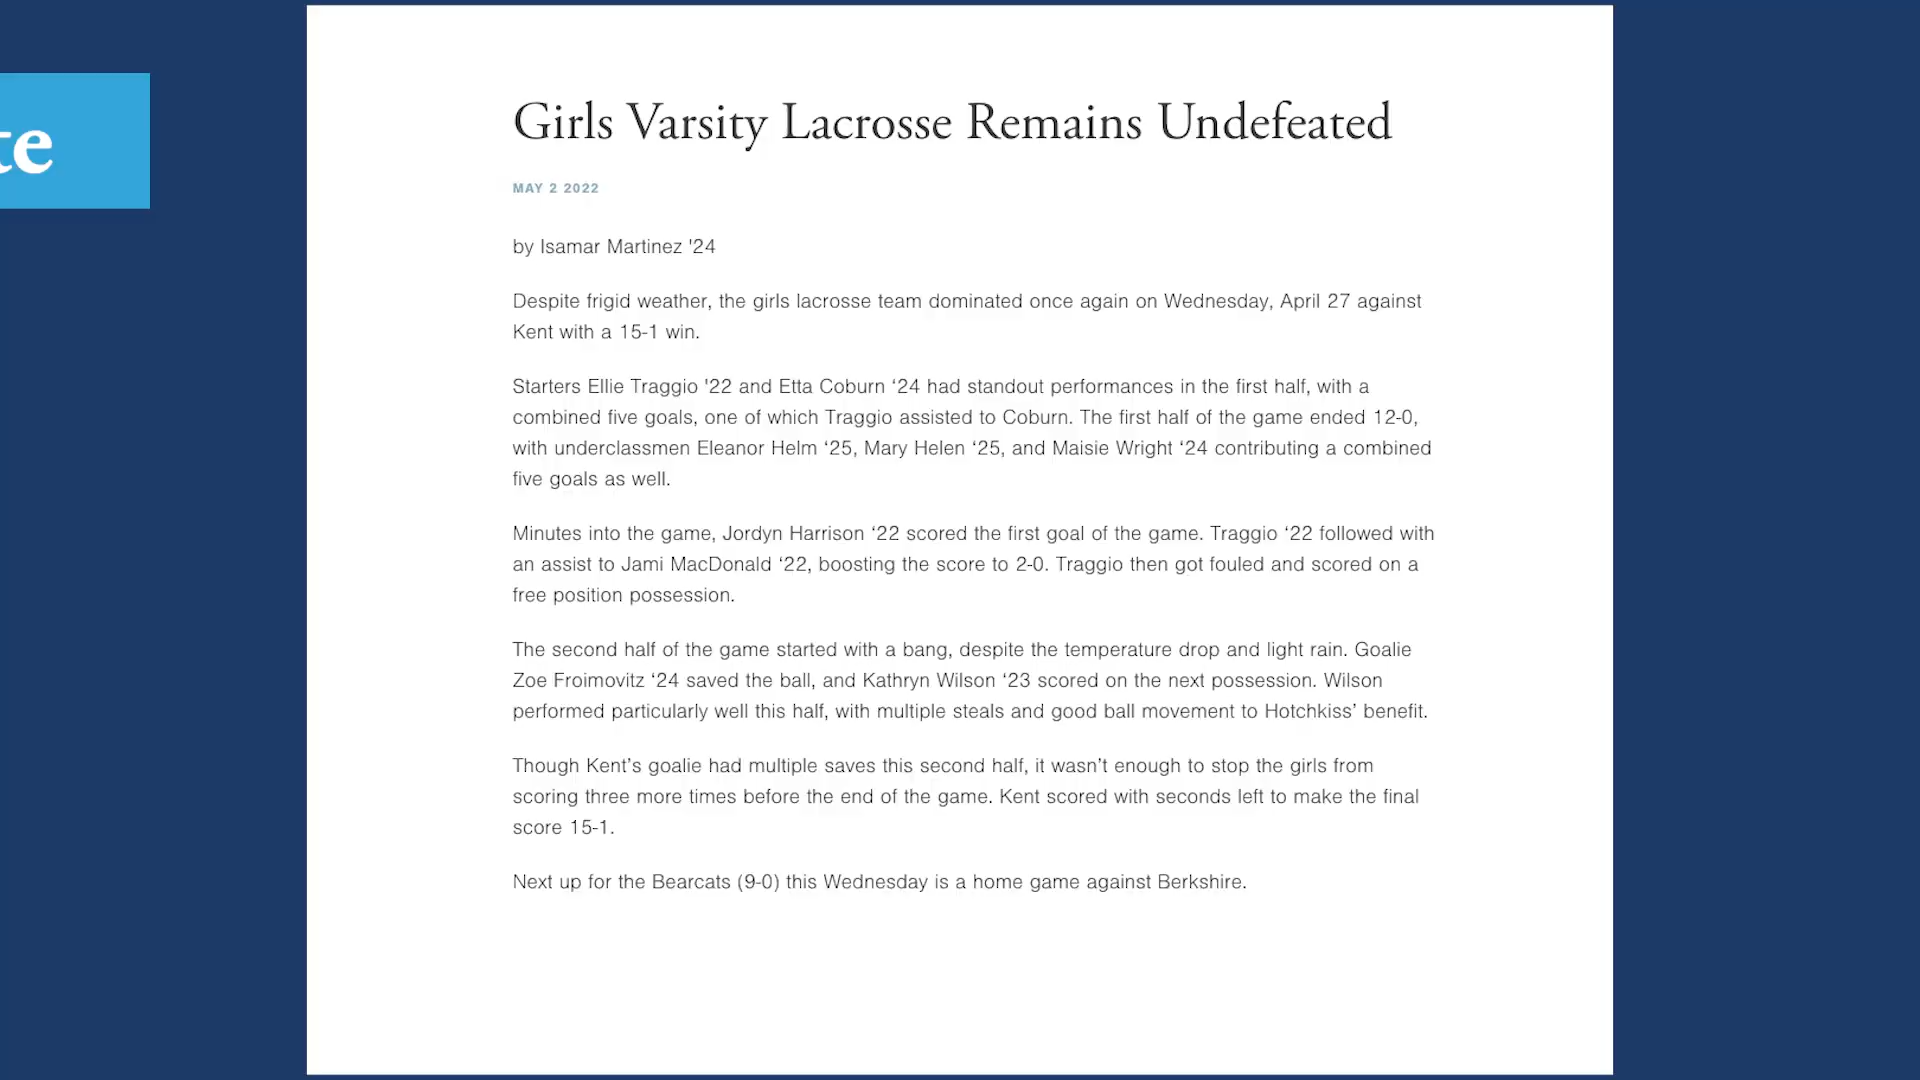 te
Girls Varsity Lacrosse Remains Undefeated
MAY 2 2022
by Isamar Martinez '24
Despite frigid weather, the girls lacrosse team dominated once again on Wednesday, April 27 against
Kent with a 15-1 win.
Starters Ellie Traggio '22 and Etta Coburn ‘24 had standout performances in the first half, with a
combined five goals, one of which Traggio assisted to Coburn. The first half of the game ended 12-0,
with underclassmen Eleanor Helm ‘25, Mary Helen ‘25, and Maisie Wright ‘24 contributing a combined
five goals as well.
Minutes into the game, Jordyn Harrison ‘22 scored the first goal of the game. Traggio ‘22 followed with
an assist to Jami MacDonald ‘22, boosting the score to 2-0. Traggio then got fouled and scored on a
free position possession.
The second half of the game started with a bang, despite the temperature drop and light rain. Goalie
Zoe Froimovitz ‘24 saved the ball, and Kathryn Wilson ‘23 scored on the next possession. Wilson
performed particularly well this half, with multiple steals and good ball movement to Hotchkiss’ benefit.
Though Kent’s goalie had multiple saves this second half, it wasn’t enough to stop the girls from
scoring three more times before the end of the game. Kent scored with seconds left to make the final
score 15-1.
Next up for the Bearcats (9-0) this Wednesday is a home game against Berkshire.